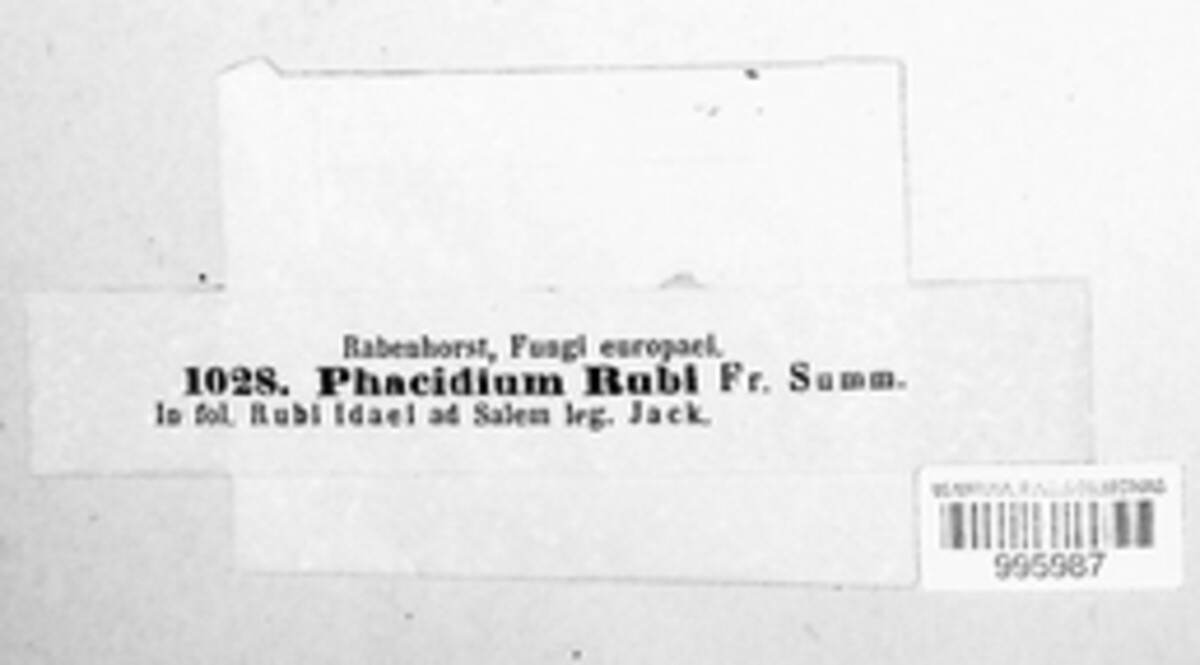 Rabenhorst, Fungi europaei.
1028. Phacidium Rubi Fr. Summ.
In fol. Rubi Idaei ad Salem leg. Jack.
995987